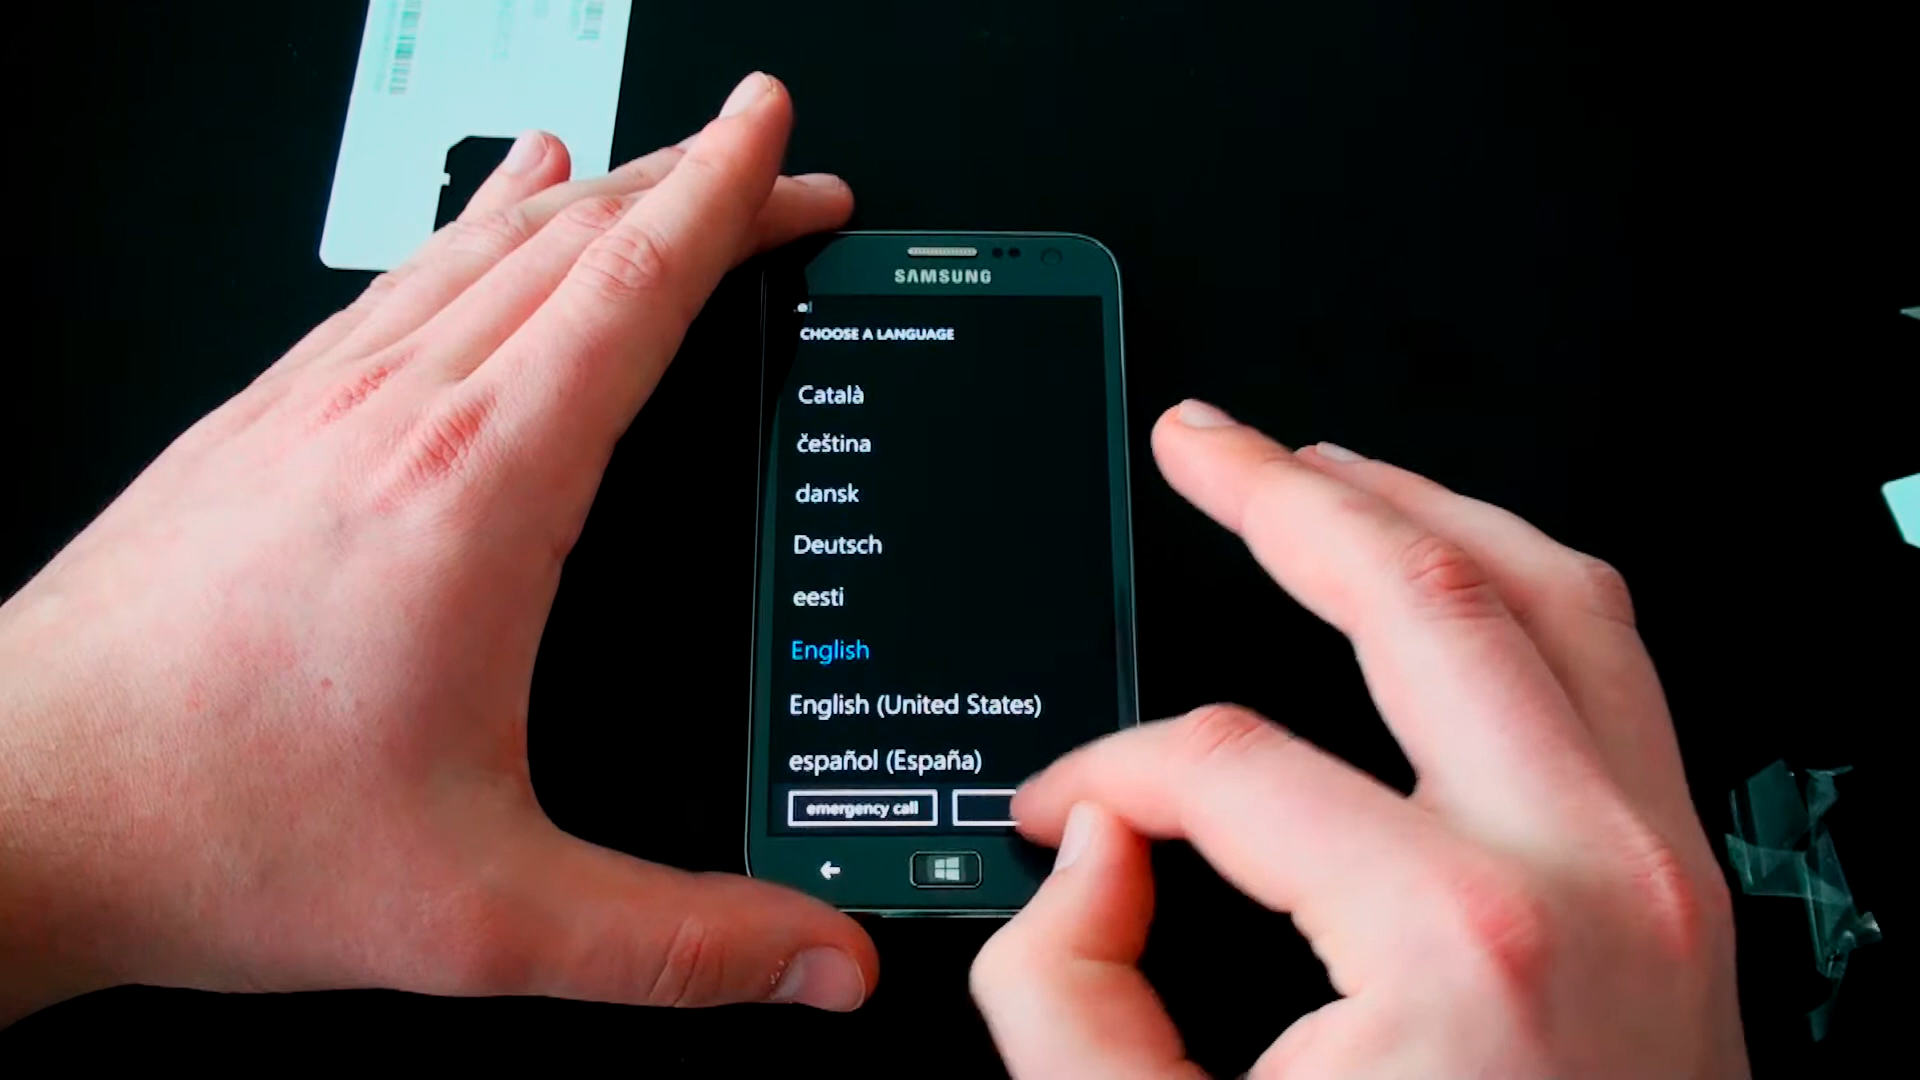 SAMSUNG
CHOOSE A LANGUAGE
Català
čeština
dansk
Deutsch
eesti
English
English (United States)
español (España)
emergency call